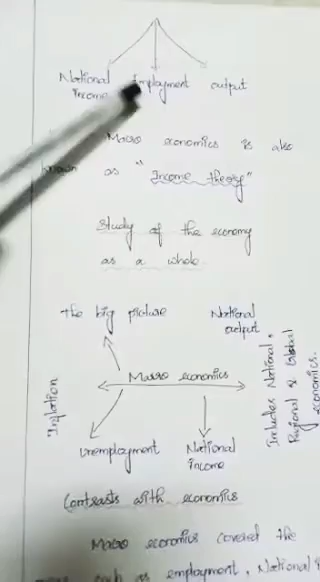 National Employment output
income
Macro economics is also
known as "Income theory"
Study of the economy
as a whole.
The big picture National
output
Macro economics
Inflation
Includes National,
Regional & Global
economics.
Unemployment National
income
Contrasts with economics
Macro economics covered the
such as employment, National